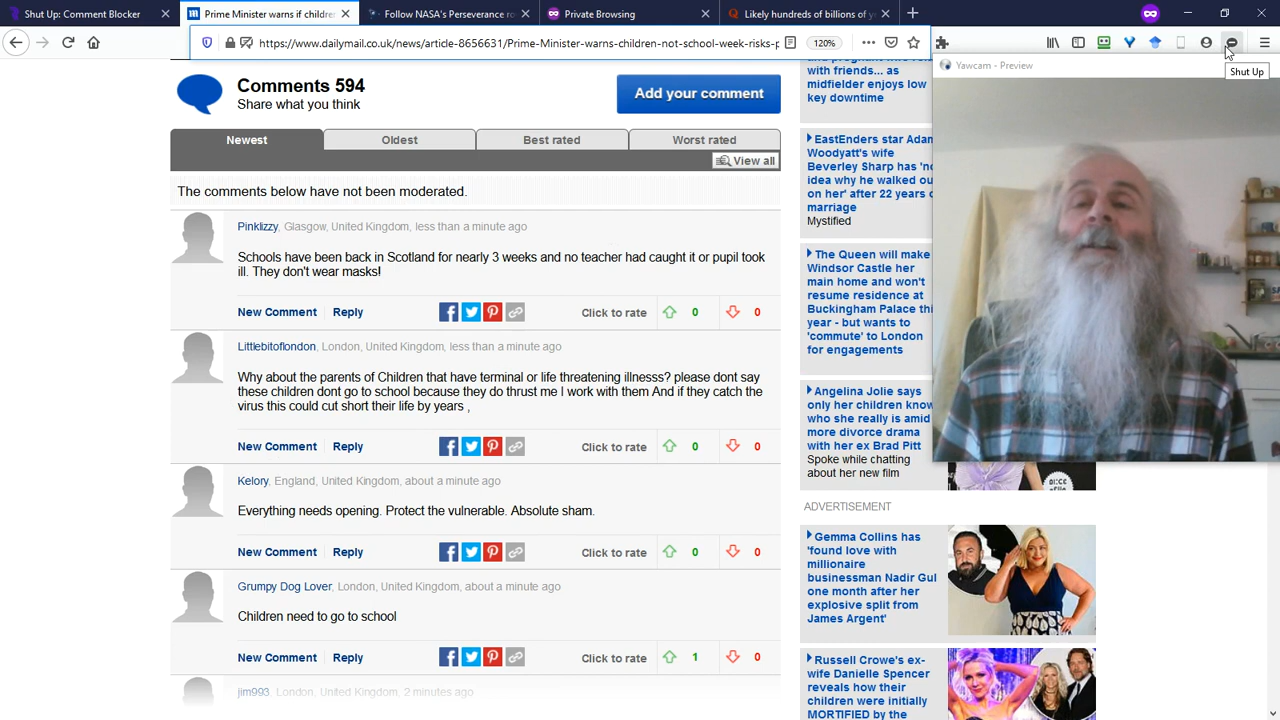 Shut Up: Comment Blocker
Prime Minister warns if childre
Follow NASA's Perseverance ro
Private Browsing
Likely hundreds of billions of y
https://www.dailymail.co.uk/news/article-8656631/Prime-Minister-warns-children-not-school-week-risks-p
120%
Shut Up
Yawcam - Preview
Comments 594
Share what you think
Add your comment
Newest
Oldest
Best rated
Worst rated
View all
The comments below have not been moderated.
Pinklizzy, Glasgow, United Kingdom, less than a minute ago
Schools have been back in Scotland for nearly 3 weeks and no teacher had caught it or pupil took
ill. They don't wear masks!
New Comment Reply
Click to rate 0 0
Littlebitoflondon, London, United Kingdom, less than a minute ago
Why about the parents of Children that have terminal or life threatening illnesss? please dont say
these children dont go to school because they do thrust me I work with them And if they catch the
virus this could cut short their life by years ,
New Comment Reply
Click to rate 0 0
Kelory, England, United Kingdom, about a minute ago
Everything needs opening. Protect the vulnerable. Absolute sham.
New Comment Reply
Click to rate 0 0
Grumpy Dog Lover, London, United Kingdom, about a minute ago
Children need to go to school
New Comment Reply
Click to rate 1 0
jim993, London, United Kingdom, 2 minutes ago
and pregnant wife re
with friends... as
midfielder enjoys low
key downtime
EastEnders star Adam
Woodyatt's wife
Beverley Sharp has 'no
idea why he walked ou
on her' after 22 years o
marriage
Mystified
The Queen will make
Windsor Castle her
main home and won't
resume residence at
Buckingham Palace thi
year - but wants to
'commute' to London
for engagements
Angelina Jolie says
only her children know
who she really is amid
more divorce drama
with her ex Brad Pitt
Spoke while chatting
about her new film
ADVERTISEMENT
Gemma Collins has
'found love with
millionaire
businessman Nadir Gul
one month after her
explosive split from
James Argent'
Russell Crowe's ex-
wife Danielle Spencer
reveals how their
children were initially
MORTIFIED by the